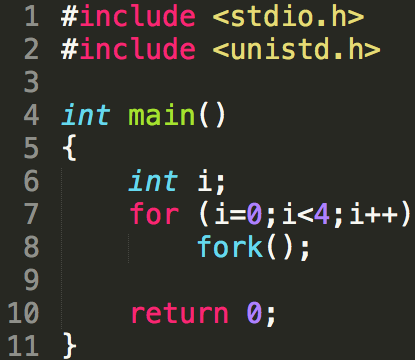 1 #include <stdio.h>
2 #include <unistd.h>
3
4 int main()
5 {
6     int i;
7     for (i=0;i<4;i++)
8         fork();
9
10     return 0;
11 }